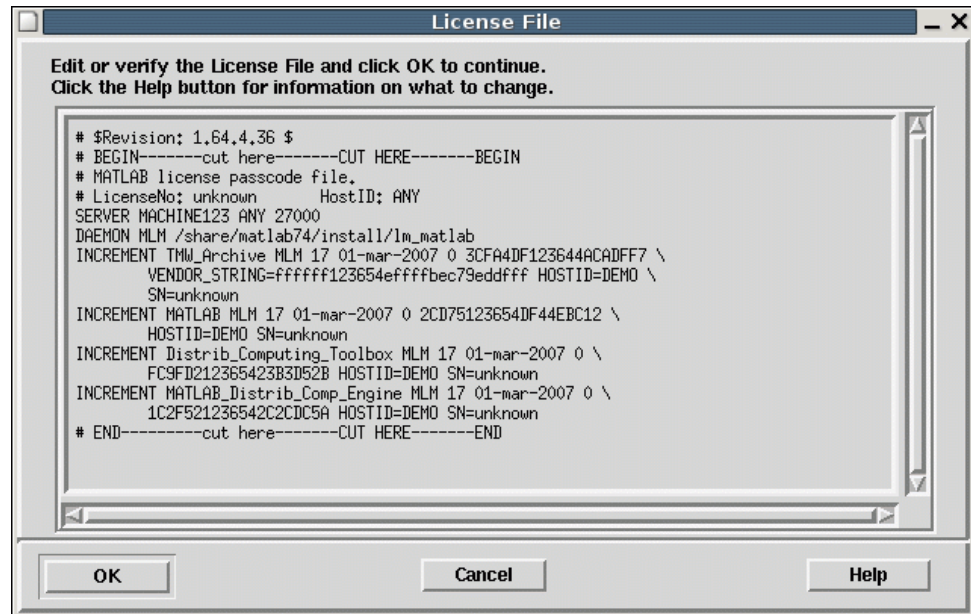 License File
Edit or verify the License File and click OK to continue.
Click the Help button for information on what to change.
# $Revision: 1.64.4.36 $
# BEGIN-------cut here-------CUT HERE-------BEGIN
# MATLAB license passcode file.
# LicenseNo: unknown HostID: ANY
SERVER MACHINE123 ANY 27000
DAEMON MLM /share/matlab74/install/lm_matlab
INCREMENT TMW_Archive MLM 17 01-mar-2007 0 3CFA4DF123644ACADFF7 \
VENDOR_STRING=ffffff123654effffbec79eddfff HOSTID=DEMO \
SN=unknown
INCREMENT MATLAB MLM 17 01-mar-2007 0 2CD75123654DF44EBC12 \
HOSTID=DEMO SN=unknown
INCREMENT Distrib_Computing_Toolbox MLM 17 01-mar-2007 0 \
FC9FD212365423B3D52B HOSTID=DEMO SN=unknown
INCREMENT MATLAB_Distrib_Comp_Engine MLM 17 01-mar-2007 0 \
1C2F521236542C2CDC5A HOSTID=DEMO SN=unknown
# END---------cut here-------CUT HERE-------END
OK Cancel Help